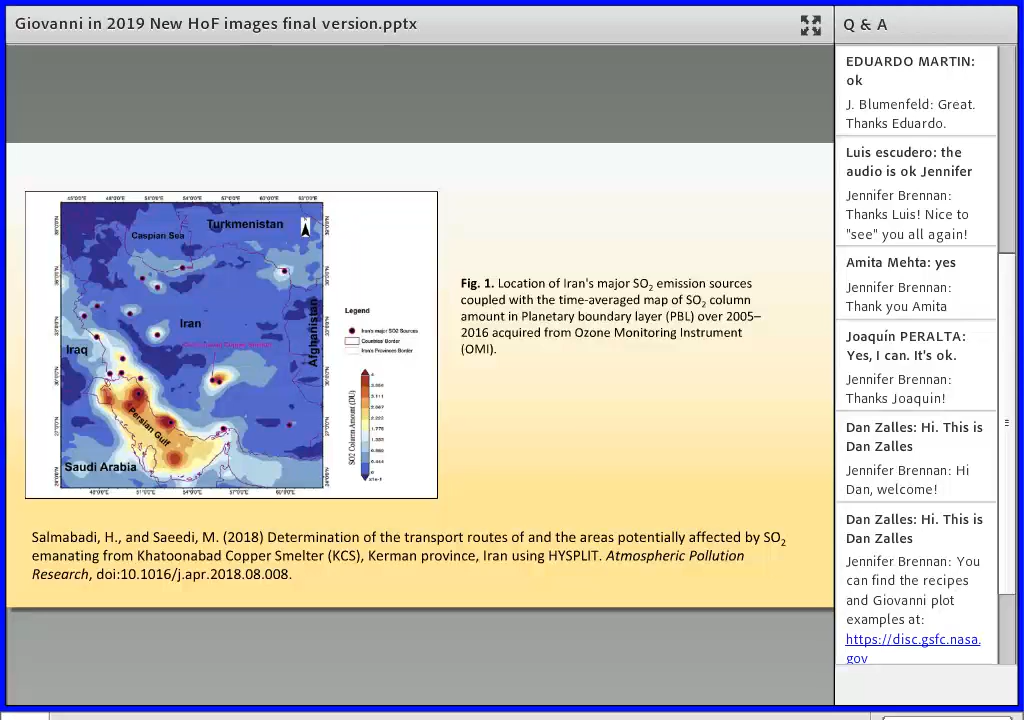 Giovanni in 2019 New HoF images final version.pptx
Turkmenistan
Caspian Sea
Iran
Afghanistan
Iraq
Persian Gulf
Saudi Arabia
Legend
Iran's major SO2 Sources
Countries' Border
Iran's Provinces Border
SO2 Column Amount (DU)
Fig. 1. Location of Iran's major SO2 emission sources
coupled with the time-averaged map of SO2 column
amount in Planetary boundary layer (PBL) over 2005–
2016 acquired from Ozone Monitoring Instrument
(OMI).
Salmabadi, H., and Saeedi, M. (2018) Determination of the transport routes of and the areas potentially affected by SO2
emanating from Khatoonabad Copper Smelter (KCS), Kerman province, Iran using HYSPLIT. Atmospheric Pollution
Research, doi:10.1016/j.apr.2018.08.008.
Q & A
EDUARDO MARTIN:
ok
J. Blumenfeld: Great.
Thanks Eduardo.
Luis escudero: the
audio is ok Jennifer
Jennifer Brennan:
Thanks Luis! Nice to
"see" you all again!
Amita Mehta: yes
Jennifer Brennan:
Thank you Amita
Joaquín PERALTA:
Yes, I can. It's ok.
Jennifer Brennan:
Thanks Joaquin!
Dan Zalles: Hi. This is
Dan Zalles
Jennifer Brennan: Hi
Dan, welcome!
Dan Zalles: Hi. This is
Dan Zalles
Jennifer Brennan: You
can find the recipes
and Giovanni plot
examples at:
https://disc.gsfc.nasa.
gov